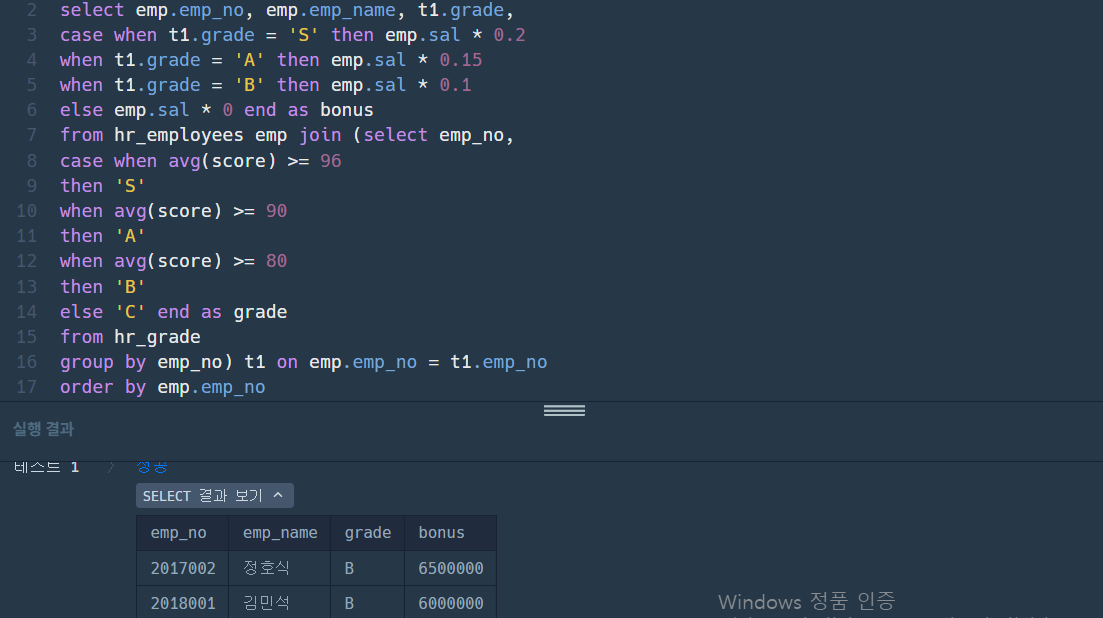 2 select emp.emp_no, emp.emp_name, t1.grade,
3 case when t1.grade = 'S' then emp.sal * 0.2
4 when t1.grade = 'A' then emp.sal * 0.15
5 when t1.grade = 'B' then emp.sal * 0.1
6 else emp.sal * 0 end as bonus
7 from hr_employees emp join (select emp_no,
8 case when avg(score) >= 96
9 then 'S'
10 when avg(score) >= 90
11 then 'A'
12 when avg(score) >= 80
13 then 'B'
14 else 'C' end as grade
15 from hr_grade
16 group by emp_no) t1 on emp.emp_no = t1.emp_no
17 order by emp.emp_no
실행 결과
테스트 1 〉 성공
SELECT 결과 보기 ^
emp_no emp_name grade bonus
2017002 정호식 B 6500000
2018001 김민석 B 6000000
Windows 정품 인증